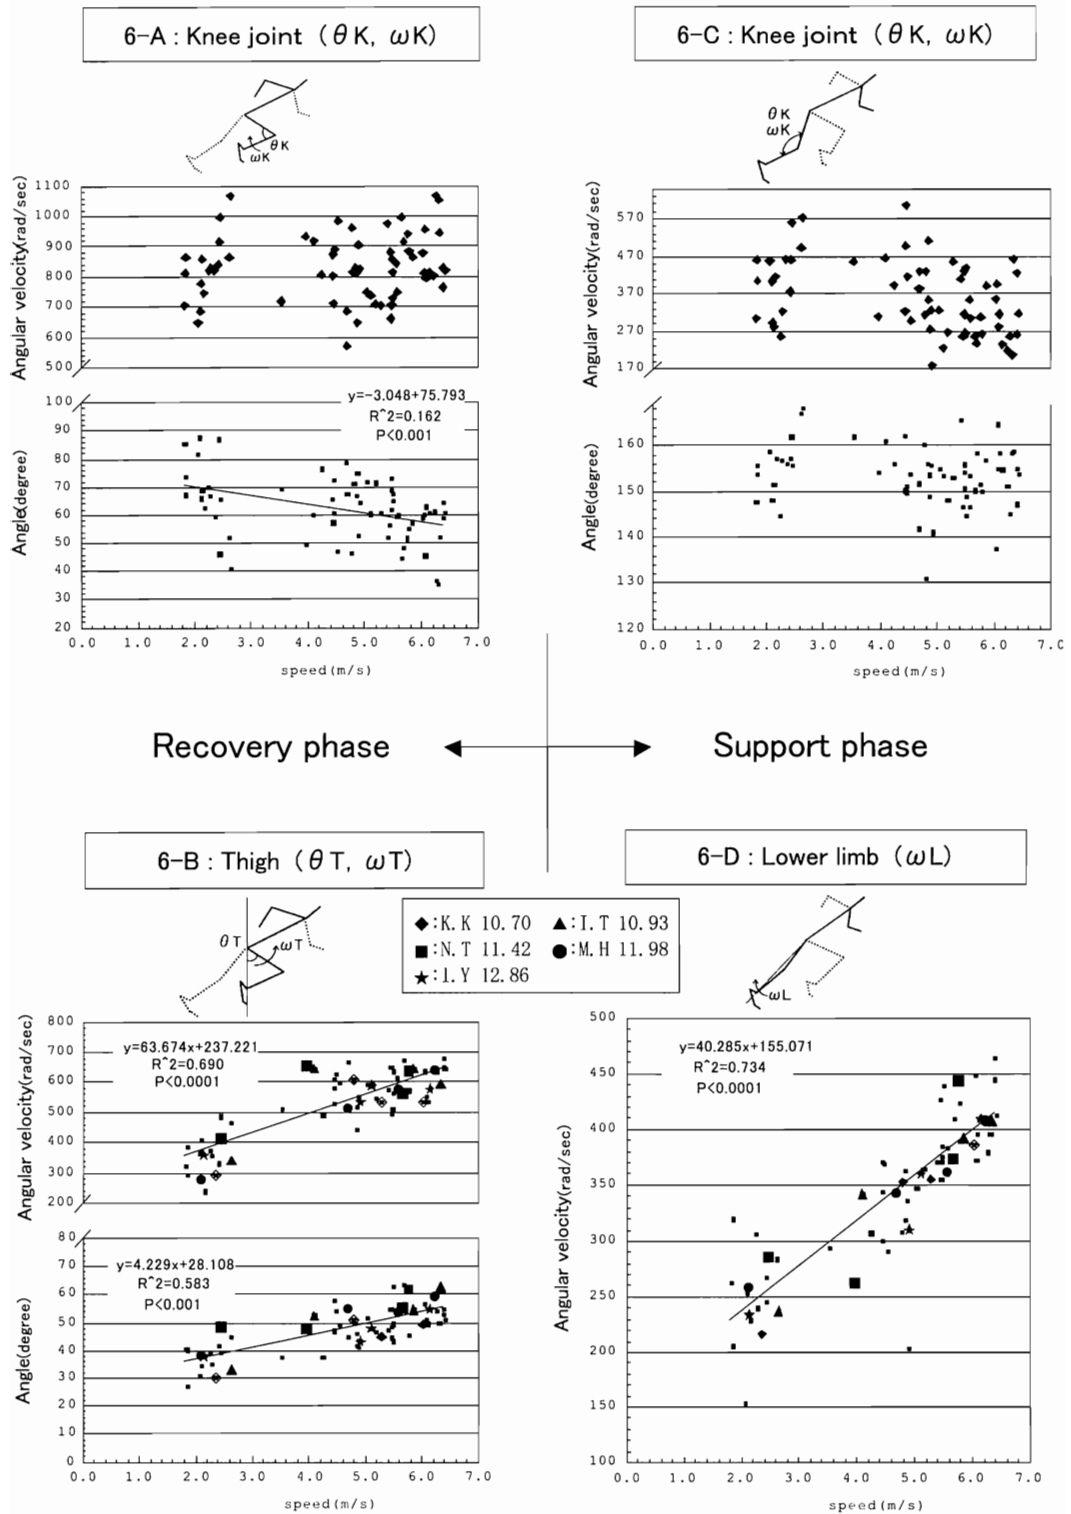 6-A : Knee joint (θK, ωK)
θK
ωK
Angular velocity(rad/sec)
1100
1000
900
800
700
600
500
Angle(degree)
100
90
80
70
60
50
40
30
20
y=-3.048+75.793
R^2=0.162
P<0.001
0.0 1.0 2.0 3.0 4.0 5.0 6.0 7.0
speed(m/s)
6-C : Knee joint (θK, ωK)
θK
ωK
Angular velocity(rad/sec)
570
470
370
270
170
Angle(degree)
160
150
140
130
120
0.0 1.0 2.0 3.0 4.0 5.0 6.0 7.0
speed(m/s)
Recovery phase
Support phase
6-B : Thigh (θT, ωT)
θT
ωT
◆:K.K 10.70 ▲:I.T 10.93
■:N.T 11.42 ●:M.H 11.98
★:I.Y 12.86
Angular velocity(rad/sec)
800
700
600
500
400
300
200
y=63.674x+237.221
R^2=0.690
P<0.0001
Angle(degree)
80
70
60
50
40
30
20
10
0
y=4.229x+28.108
R^2=0.583
P<0.001
0.0 1.0 2.0 3.0 4.0 5.0 6.0 7.0
speed(m/s)
6-D : Lower limb (ωL)
ωL
Angular velocity(rad/sec)
500
450
400
350
300
250
200
150
100
y=40.285x+155.071
R^2=0.734
P<0.0001
0.0 1.0 2.0 3.0 4.0 5.0 6.0 7.0
speed(m/s)